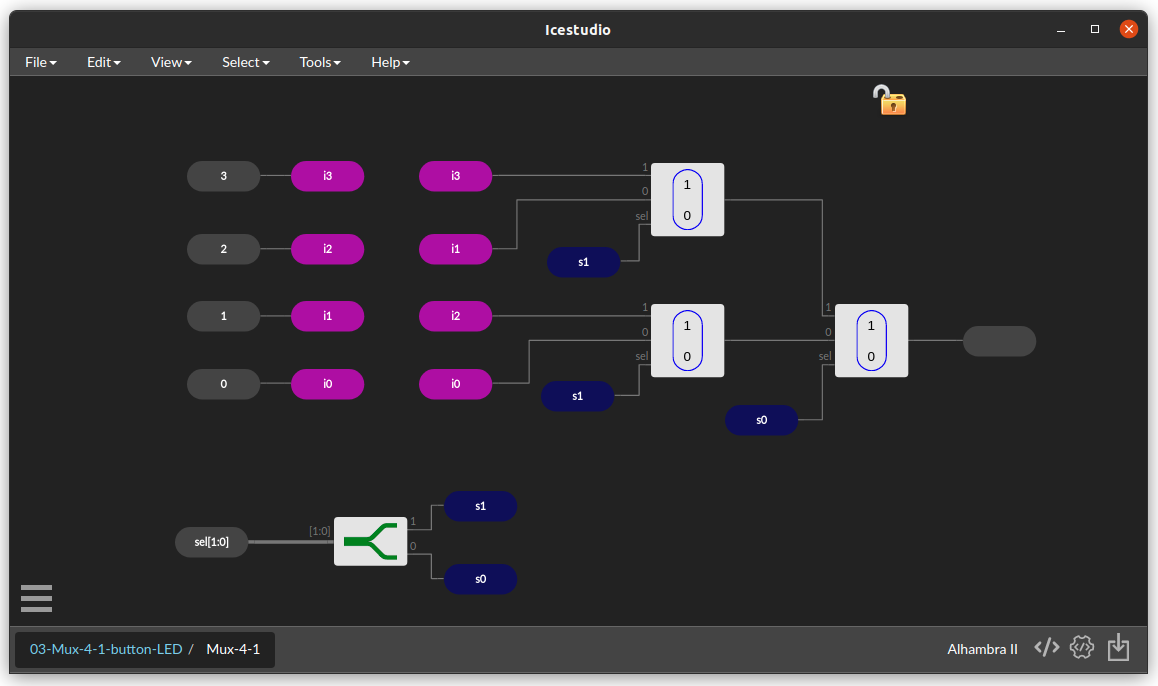 Icestudio
File Edit View Select Tools Help
3 i3 i3 1
0
sel
1
0
2 i2 i1
s1
1 i1 i2 1
0
sel
1
0
1
0
sel
1
0
0 i0 i0
s1
s0
sel[1:0] [1:0] 1
0
s1
s0
03-Mux-4-1-button-LED / Mux-4-1
Alhambra II </> </>